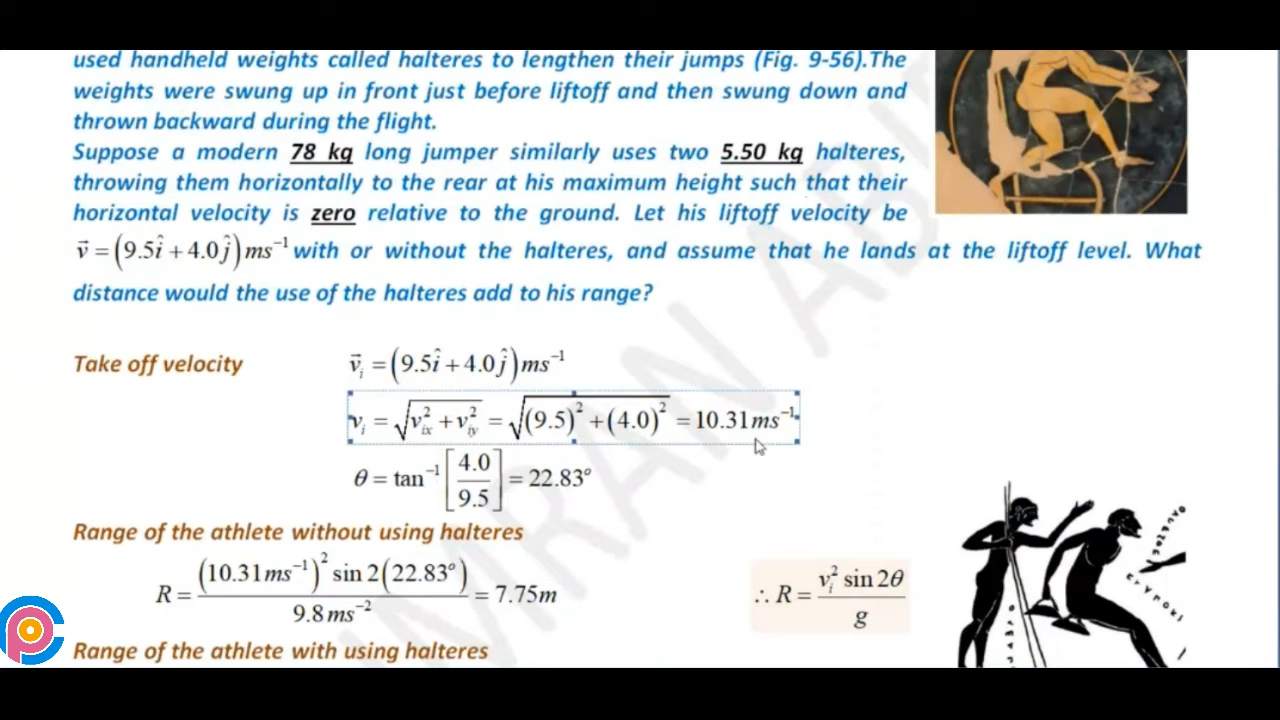 used handheld weights called halteres to lengthen their jumps (Fig. 9-56).The
weights were swung up in front just before liftoff and then swung down and
thrown backward during the flight.
Suppose a modern 78 kg long jumper similarly uses two 5.50 kg halteres,
throwing them horizontally to the rear at his maximum height such that their
horizontal velocity is zero relative to the ground. Let his liftoff velocity be
v⃗ = (9.5î + 4.0ĵ) ms⁻¹ with or without the halteres, and assume that he lands at the liftoff level. What
distance would the use of the halteres add to his range?
Take off velocity v⃗ᵢ = (9.5î + 4.0ĵ) ms⁻¹
vᵢ = √(v²ᵢₓ + v²ᵢᵧ) = √((9.5)² + (4.0)²) = 10.31ms⁻¹
θ = tan⁻¹ [4.0/9.5] = 22.83°
Range of the athlete without using halteres
R = (10.31ms⁻¹)² sin 2(22.83°) / 9.8 ms⁻² = 7.75m ∴ R = vᵢ² sin 2θ / g
Range of the athlete with using halteres